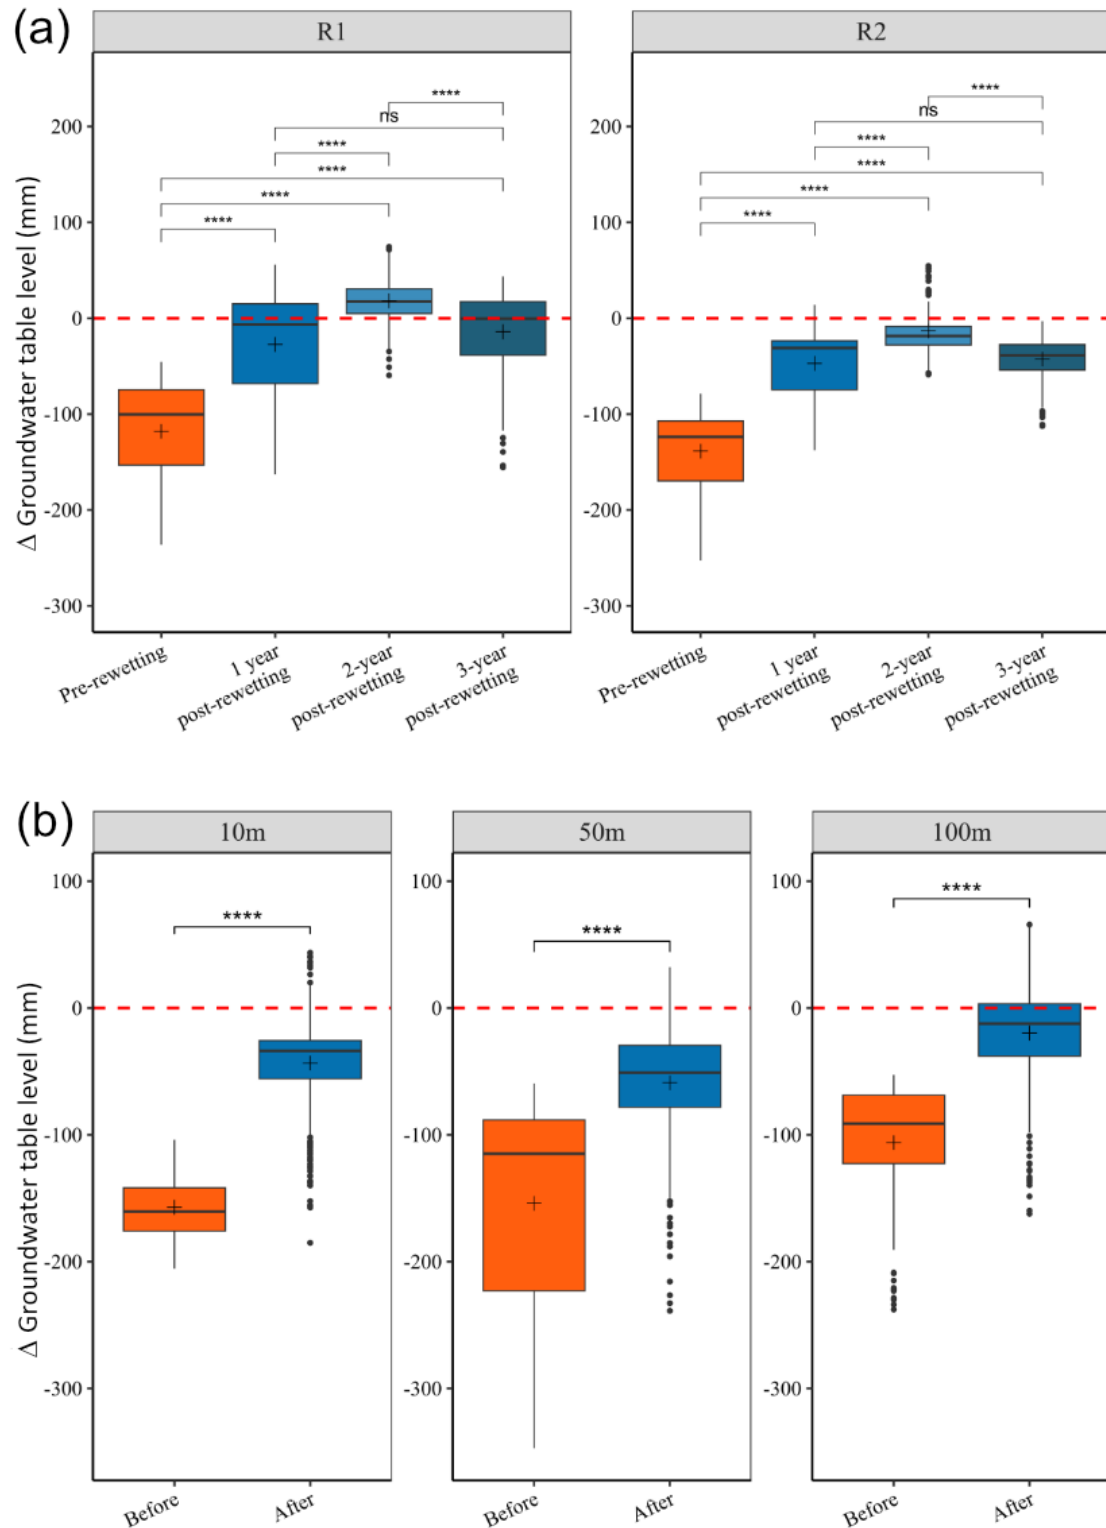 (a)
R1
R2
****
ns
****
****
****
****
****
ns
****
****
****
****
Δ Groundwater table level (mm)
200
100
0
-100
-200
-300
200
100
0
-100
-200
-300
Pre-rewetting
1 year
post-rewetting
2-year
post-rewetting
3-year
post-rewetting
Pre-rewetting
1 year
post-rewetting
2-year
post-rewetting
3-year
post-rewetting
(b)
10m
50m
100m
****
****
****
Δ Groundwater table level (mm)
100
0
-100
-200
-300
100
0
-100
-200
-300
100
0
-100
-200
-300
Before
After
Before
After
Before
After